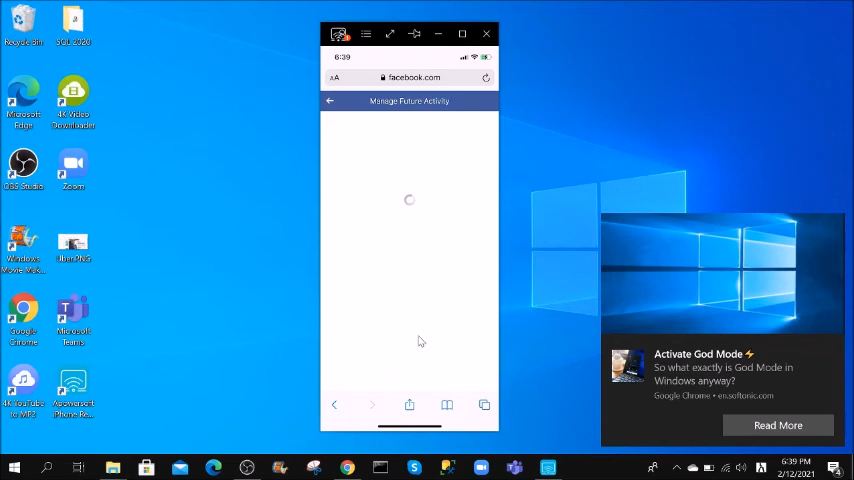 Recycle Bin
SQL 2020
Microsoft
Edge
4K Video
Downloader
OBS Studio
Zoom
Windows
Movie Mak...
UberPNG
Google
Chrome
Microsoft
Teams
4K YouTube
to MP3
Apowersoft
iPhone Re...
6:39
AA
facebook.com
Manage Future Activity
Activate God Mode⚡
So what exactly is God Mode in
Windows anyway?
Google Chrome • en.softonic.com
Read More
6:39 PM
2/12/2021
4